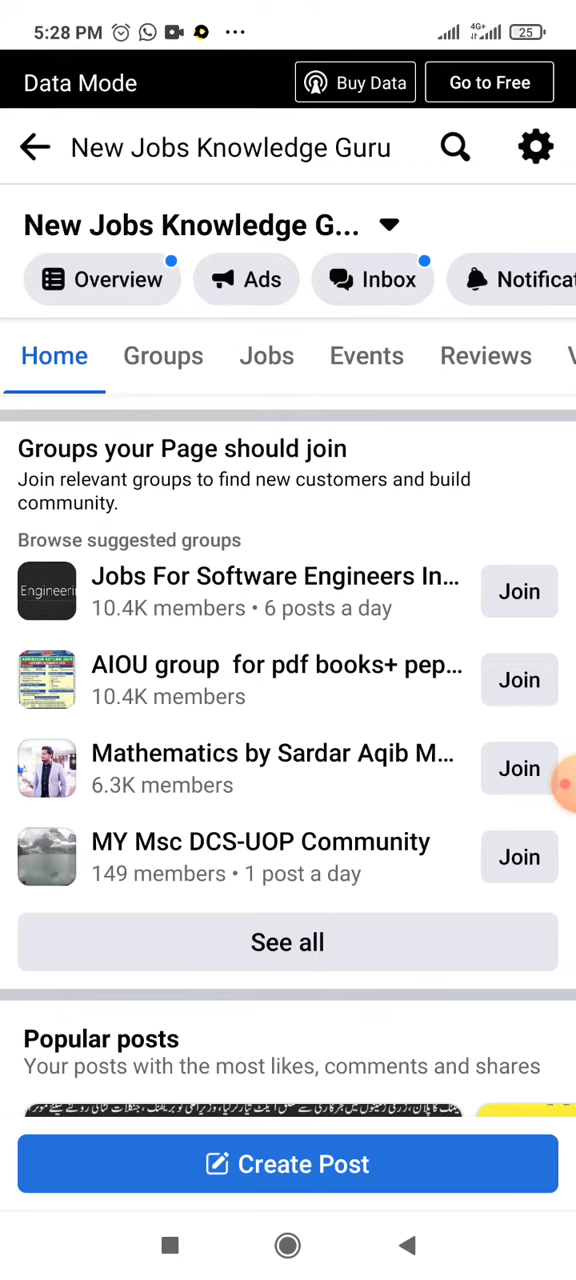 5:28 PM
4G+
25
Data Mode
Buy Data
Go to Free
New Jobs Knowledge Guru
New Jobs Knowledge G...
Overview
Ads
Inbox
Notificat
Home
Groups
Jobs
Events
Reviews
Groups your Page should join
Join relevant groups to find new customers and build
community.
Browse suggested groups
Engineeri
Jobs For Software Engineers In...
10.4K members • 6 posts a day
Join
AIOU group for pdf books+ pep...
10.4K members
Join
Mathematics by Sardar Aqib M...
6.3K members
Join
MY Msc DCS-UOP Community
149 members • 1 post a day
Join
See all
Popular posts
Your posts with the most likes, comments and shares
Create Post